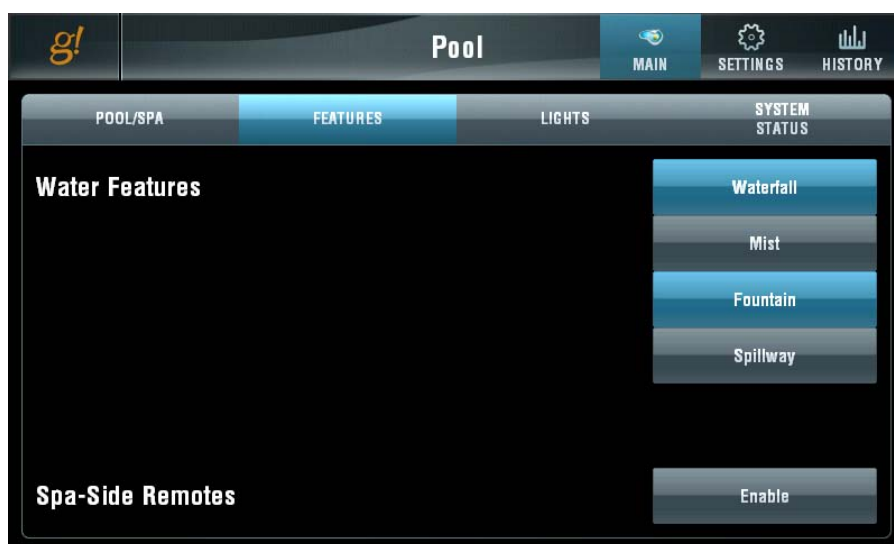 g!
Pool
MAIN
SETTINGS
HISTORY
POOL/SPA
FEATURES
LIGHTS
SYSTEM
STATUS
Water Features
Waterfall
Mist
Fountain
Spillway
Spa-Side Remotes
Enable